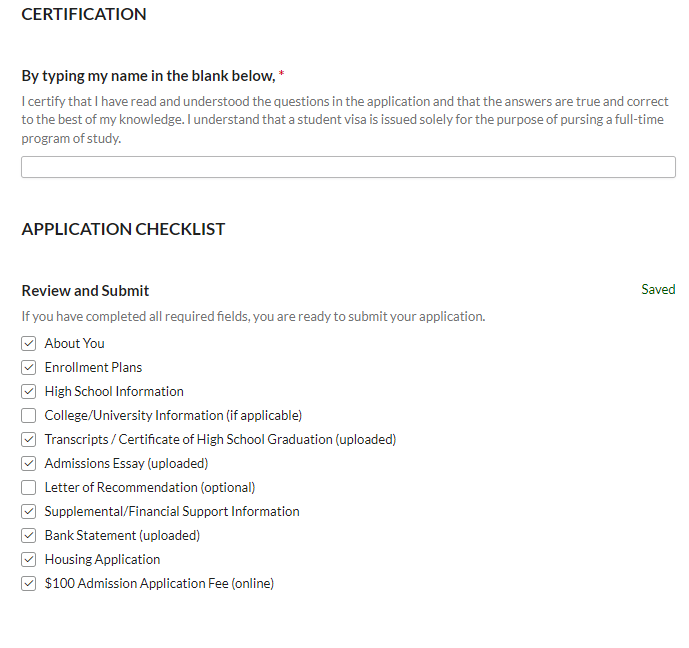 CERTIFICATION
By typing my name in the blank below, *
I certify that I have read and understood the questions in the application and that the answers are true and correct
to the best of my knowledge. I understand that a student visa is issued solely for the purpose of pursing a full-time
program of study.
APPLICATION CHECKLIST
Review and Submit
Saved
If you have completed all required fields, you are ready to submit your application.
About You
Enrollment Plans
High School Information
College/University Information (if applicable)
Transcripts / Certificate of High School Graduation (uploaded)
Admissions Essay (uploaded)
Letter of Recommendation (optional)
Supplemental/Financial Support Information
Bank Statement (uploaded)
Housing Application
$100 Admission Application Fee (online)